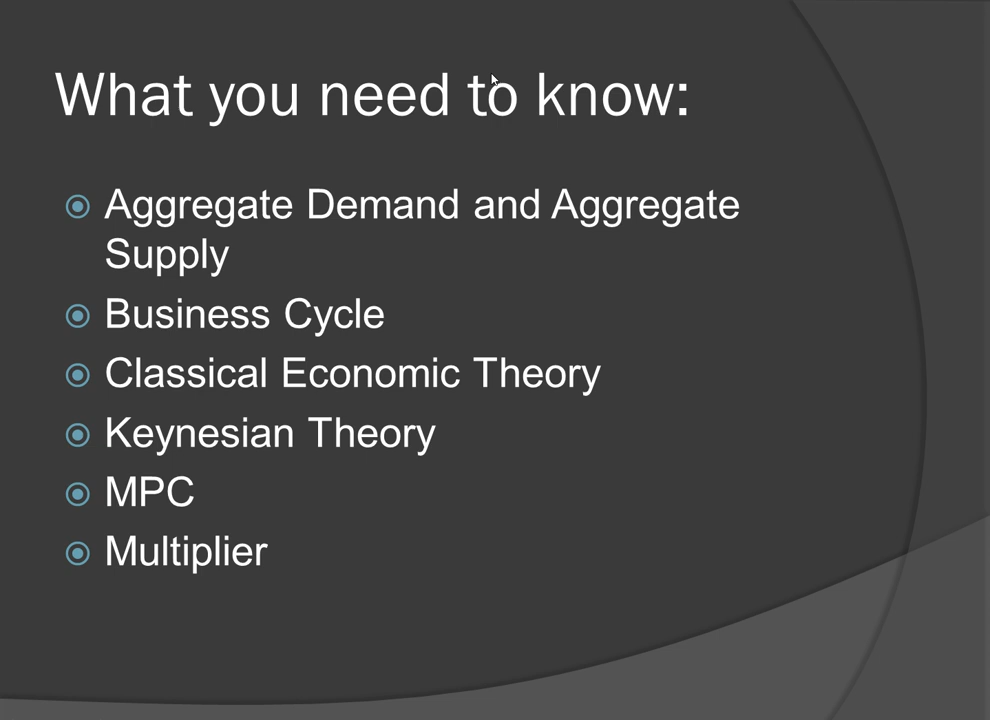 What you need to know:
Aggregate Demand and Aggregate
Supply
Business Cycle
Classical Economic Theory
Keynesian Theory
MPC
Multiplier